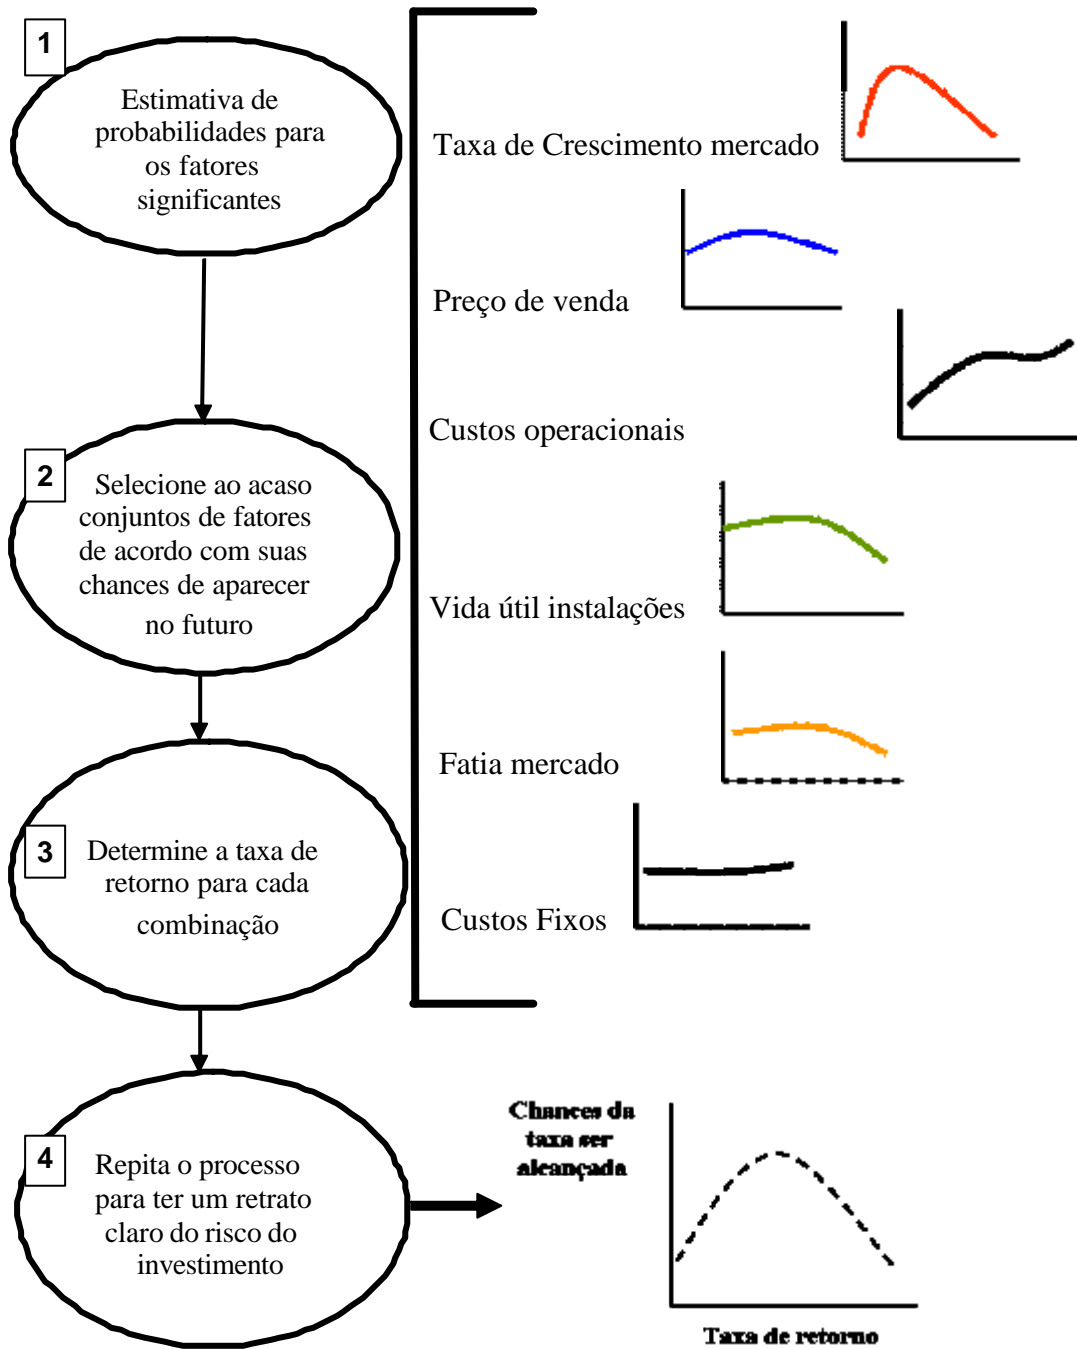 1
Estimativa de
probabilidades para
os fatores
significantes
2
Selecione ao acaso
conjuntos de fatores
de acordo com suas
chances de aparecer
no futuro
3
Determine a taxa de
retorno para cada
combinação
4
Repita o processo
para ter um retrato
claro do risco do
investimento
Taxa de Crescimento mercado
Preço de venda
Custos operacionais
Vida útil instalações
Fatia mercado
Custos Fixos
Chances da
taxa ser
alcançada
Taxa de retorno